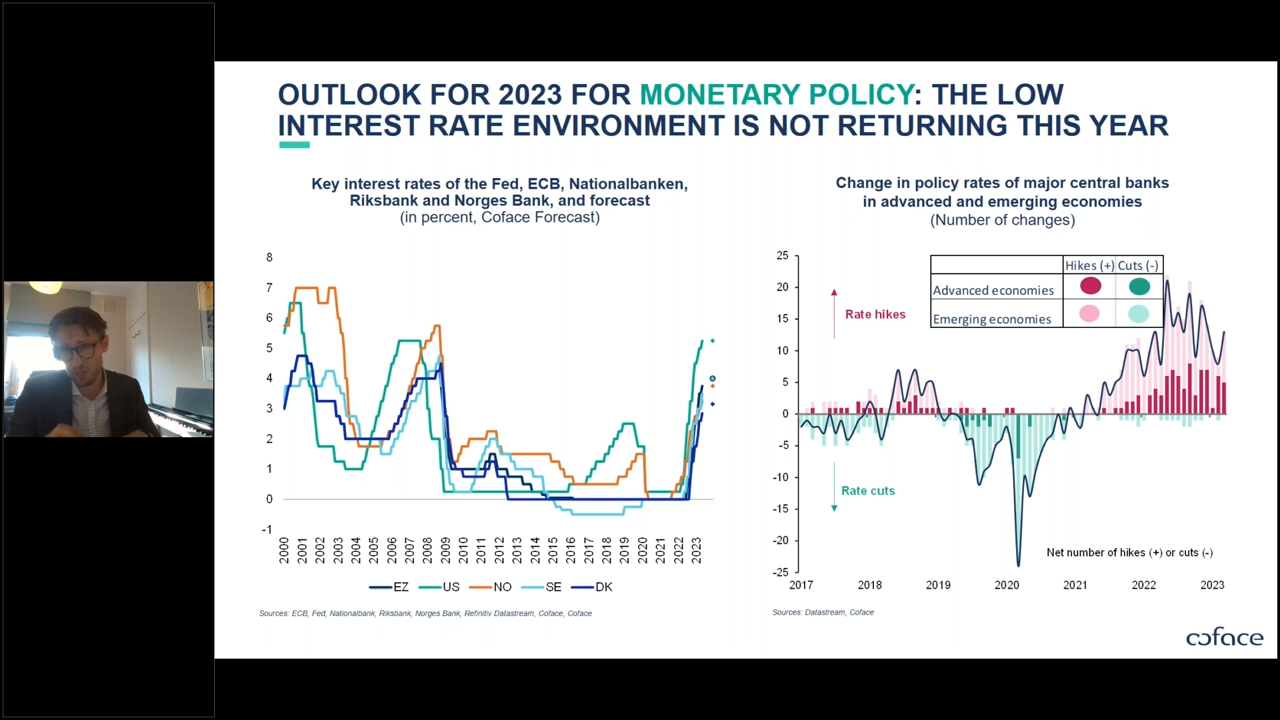 OUTLOOK FOR 2023 FOR MONETARY POLICY: THE LOW
INTEREST RATE ENVIRONMENT IS NOT RETURNING THIS YEAR
Key interest rates of the Fed, ECB, Nationalbanken,
Riksbank and Norges Bank, and forecast
(in percent, Coface Forecast)
8
7
6
5
4
3
2
1
0
-1
2000 2001 2002 2003 2004 2005 2006 2007 2008 2009 2010 2011 2012 2013 2014 2015 2016 2017 2018 2019 2020 2021 2022 2023
EZ US NO SE DK
Sources: ECB, Fed, Nationalbank, Riksbank, Norges Bank, Refinitiv Datastream, Coface, Coface
Change in policy rates of major central banks
in advanced and emerging economies
(Number of changes)
25
20
15
10
5
0
-5
-10
-15
-20
-25
Hikes (+) Cuts (-)
Advanced economies
Emerging economies
Rate hikes
Rate cuts
Net number of hikes (+) or cuts (-)
2017 2018 2019 2020 2021 2022 2023
Sources: Datastream, Coface
coface